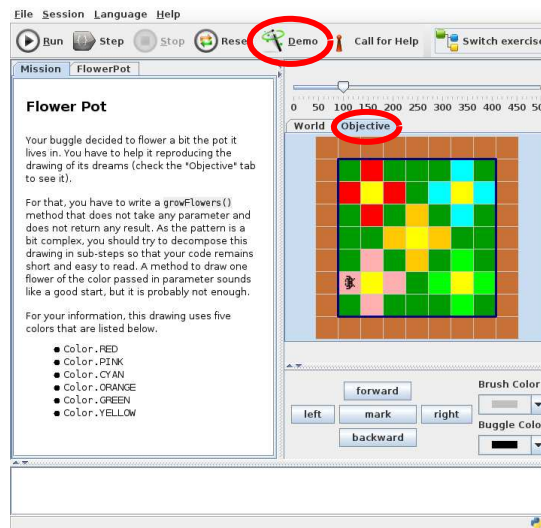 File Session Language Help
Run Step Stop Rese Demo Call for Help Switch exercise
Mission FlowerPot
0 50 100 150 200 250 300 350 400 450 50
World Objective
Flower Pot
Your buggle decided to flower a bit the pot it
lives in. You have to help it reproducing the
drawing of its dreams (check the "Objective" tab
to see it).
For that, you have to write a growFlowers()
method that does not take any parameter and
does not return any result. As the pattern is a
bit complex, you should try to decompose this
drawing in sub-steps so that your code remains
short and easy to read. A method to draw one
flower of the color passed in parameter sounds
like a good start, but it is probably not enough.
For your information, this drawing uses five
colors that are listed below.
Color.RED
Color.PINK
Color.CYAN
Color.ORANGE
Color.GREEN
Color.YELLOW
forward
left mark right
backward
Brush Color
Buggle Colo